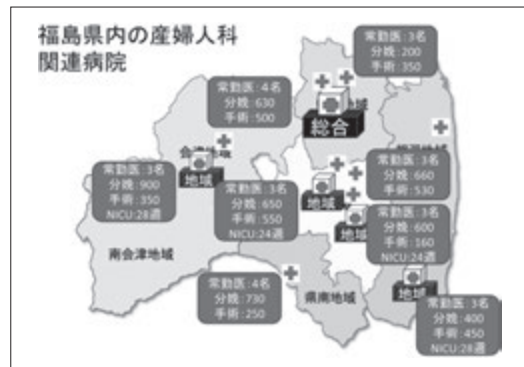 福島県内の産婦人科
関連病院
常勤医：3名
分娩：200
手術：350
常勤医：4名
分娩：630
手術：500
総合
会津地域
地域
常勤医：3名
分娩：900
手術：350
NICU:28週
常勤医：3名
分娩：650
手術：550
NICU:24週
地域
常勤医：3名
分娩：660
手術：530
常勤医：3名
分娩：600
手術：160
NICU:24週
地域
南会津地域
常勤医：4名
分娩：730
手術：250
県南地域
地域
常勤医：3名
分娩：400
手術：450
NICU:28週